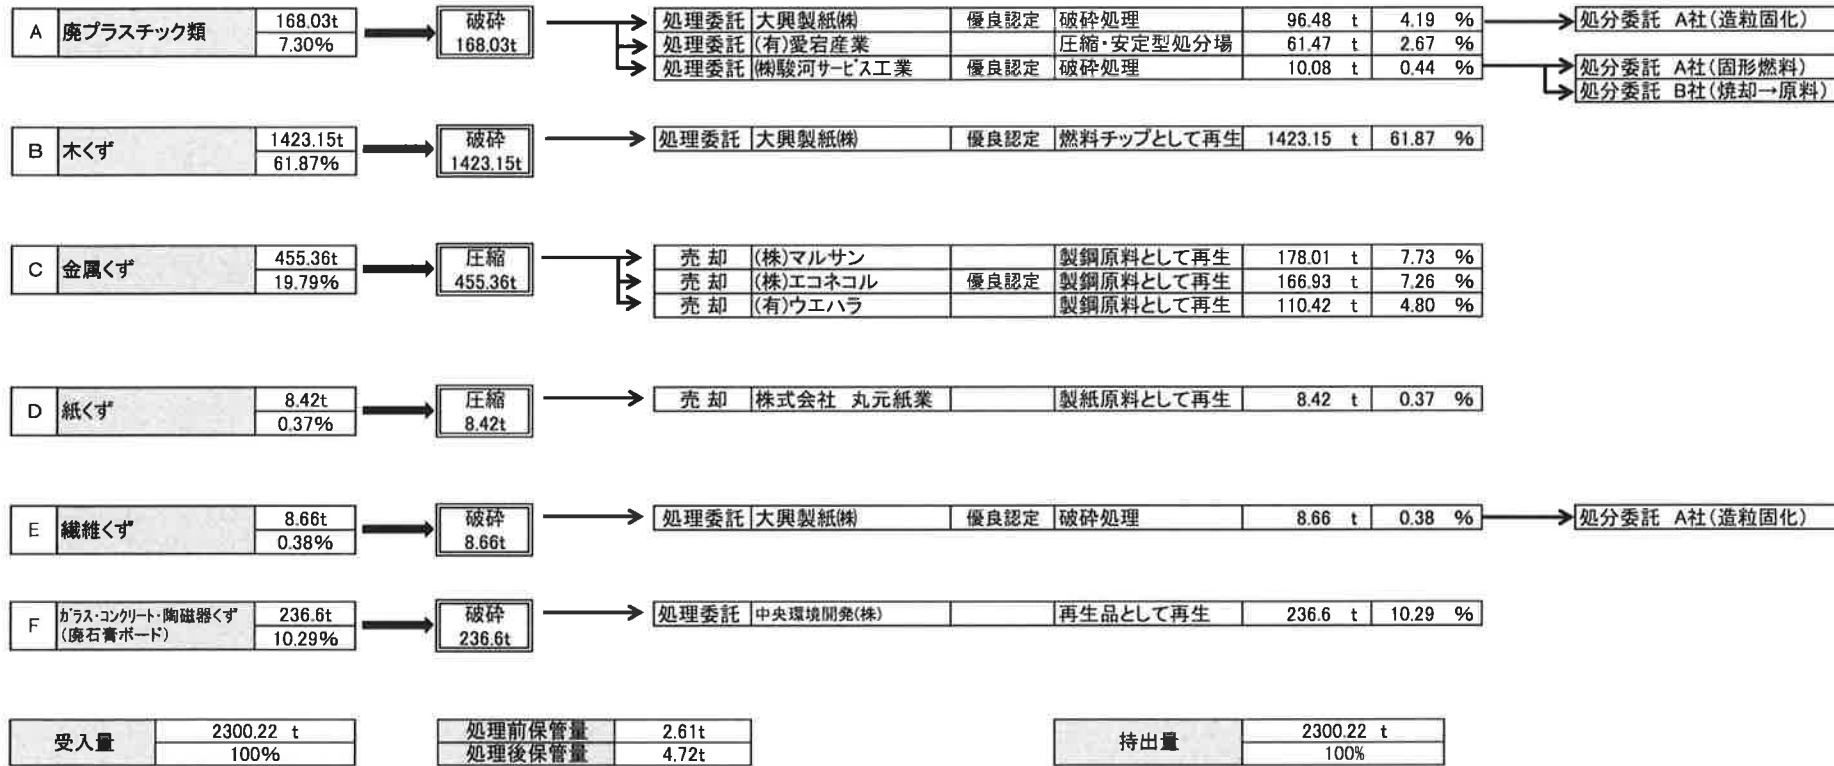 A 廃プラスチック類 168.03t 7.30%
破砕 168.03t
処理委託 大興製紙㈱ 優良認定 破砕処理 96.48 t 4.19 %
処分委託 A社(造粒固化)
処理委託 (有)愛宕産業 圧縮・安定型処分場 61.47 t 2.67 %
処理委託 ㈱駿河サービス工業 優良認定 破砕処理 10.08 t 0.44 %
処分委託 A社(固形燃料)
処分委託 B社(焼却→原料)
B 木くず 1423.15t 61.87%
破砕 1423.15t
処理委託 大興製紙㈱ 優良認定 燃料チップとして再生 1423.15 t 61.87 %
C 金属くず 455.36t 19.79%
圧縮 455.36t
売却 (株)マルサン 製鋼原料として再生 178.01 t 7.73 %
売却 (株)エコネコル 優良認定 製鋼原料として再生 166.93 t 7.26 %
売却 (有)ウエハラ 製鋼原料として再生 110.42 t 4.80 %
D 紙くず 8.42t 0.37%
圧縮 8.42t
売却 株式会社 丸元紙業 製紙原料として再生 8.42 t 0.37 %
E 繊維くず 8.66t 0.38%
破砕 8.66t
処理委託 大興製紙㈱ 優良認定 破砕処理 8.66 t 0.38 %
処分委託 A社(造粒固化)
F ガラス・コンクリート・陶磁器くず
(廃石膏ボード)
236.6t 10.29%
破砕 236.6t
処理委託 中央環境開発(株) 再生品として再生 236.6 t 10.29 %
受入量 2300.22 t 100%
処理前保管量 2.61t
処理後保管量 4.72t
持出量 2300.22 t 100%